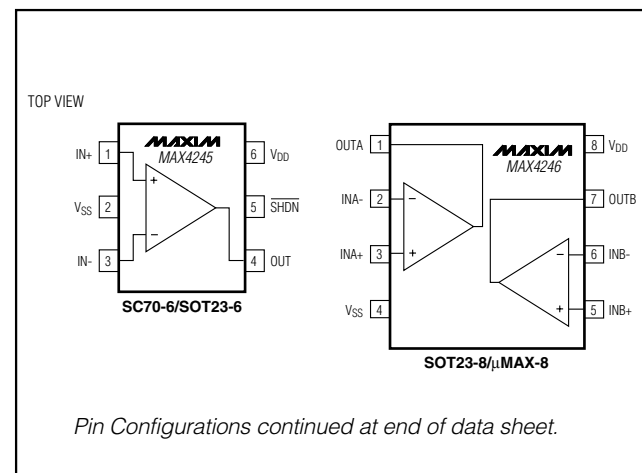 TOP VIEW
MAXIM
MAX4245
IN+ 1
6 VDD
VSS 2
5 SHDN
IN- 3
4 OUT
+
−
SC70-6/SOT23-6
MAXIM
MAX4246
OUTA 1
8 VDD
INA- 2
7 OUTB
INA+ 3
6 INB-
VSS 4
5 INB+
−
+
−
+
SOT23-8/μMAX-8
Pin Configurations continued at end of data sheet.